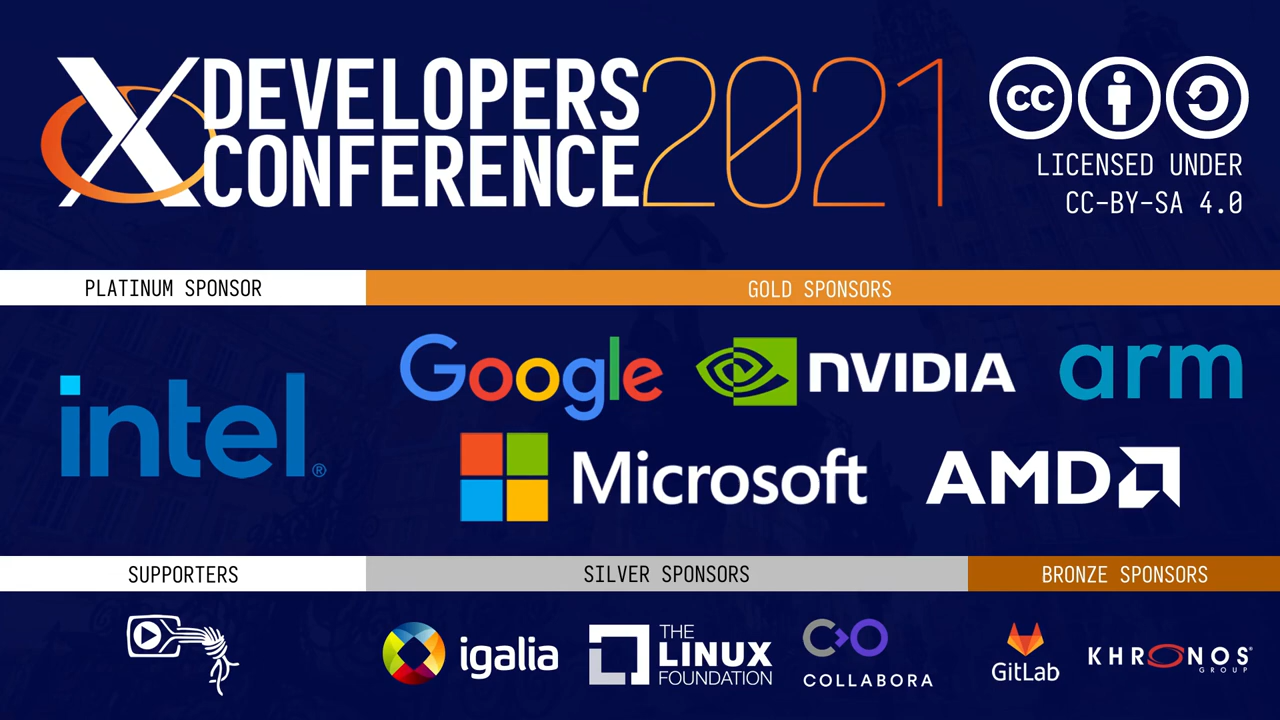 X DEVELOPERS CONFERENCE 2021
cc
LICENSED UNDER
CC-BY-SA 4.0
PLATINUM SPONSOR
GOLD SPONSORS
intel®
Google
NVIDIA
arm
Microsoft
AMD
SUPPORTERS
SILVER SPONSORS
BRONZE SPONSORS
igalia
THE
LINUX
FOUNDATION
COLLABORA
GitLab
KHRONOS®
GROUP